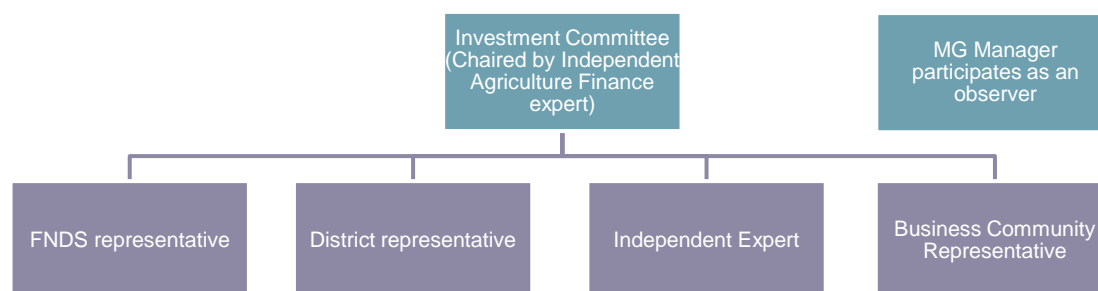 Investment Committee
(Chaired by Independent
Agriculture Finance
expert)
MG Manager
participates as an
observer
FNDS representative
District representative
Independent Expert
Business Community
Representative